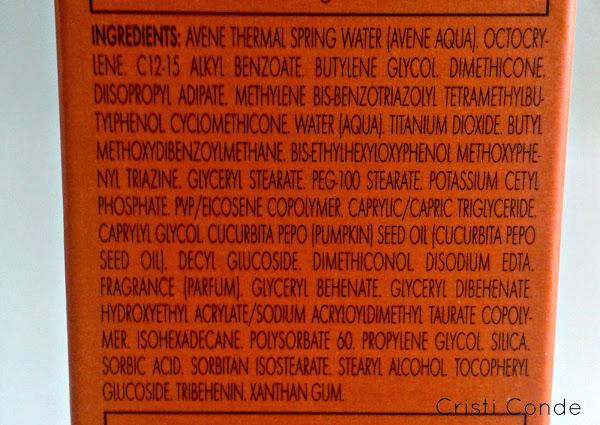 INGREDIENTS: AVENE THERMAL SPRING WATER (AVENE AQUA). OCTOCRY-
LENE. C12-15 ALKYL BENZOATE. BUTYLENE GLYCOL. DIMETHICONE.
DIISOPROPYL ADIPATE. METHYLENE BIS-BENZOTRIAZOLYL TETRAMETHYLBU-
TYLPHENOL. CYCLOMETHICONE. WATER (AQUA). TITANIUM DIOXIDE. BUTYL
METHOXYDIBENZOYLMETHANE. BIS-ETHYLHEXYLOXYPHENOL METHOXYPHE-
NYL TRIAZINE. GLYCERYL STEARATE. PEG-100 STEARATE. POTASSIUM CETYL
PHOSPHATE. PVP/EICOSENE COPOLYMER. CAPRYLIC/CAPRIC TRIGLYCERIDE.
CAPRYLYL GLYCOL. CUCURBITA PEPO (PUMPKIN) SEED OIL (CUCURBITA PEPO
SEED OIL). DECYL GLUCOSIDE. DIMETHICONOL. DISODIUM EDTA.
FRAGRANCE (PARFUM). GLYCERYL BEHENATE. GLYCERYL DIBEHENATE.
HYDROXYETHYL ACRYLATE/SODIUM ACRYLOYLDIMETHYL TAURATE COPOLY-
MER. ISOHEXADECANE. POLYSORBATE 60. PROPYLENE GLYCOL. SILICA.
SORBIC ACID. SORBITAN ISOSTEARATE. STEARYL ALCOHOL. TOCOPHERYL
GLUCOSIDE. TRIBEHENIN. XANTHAN GUM.
Cristi Conde